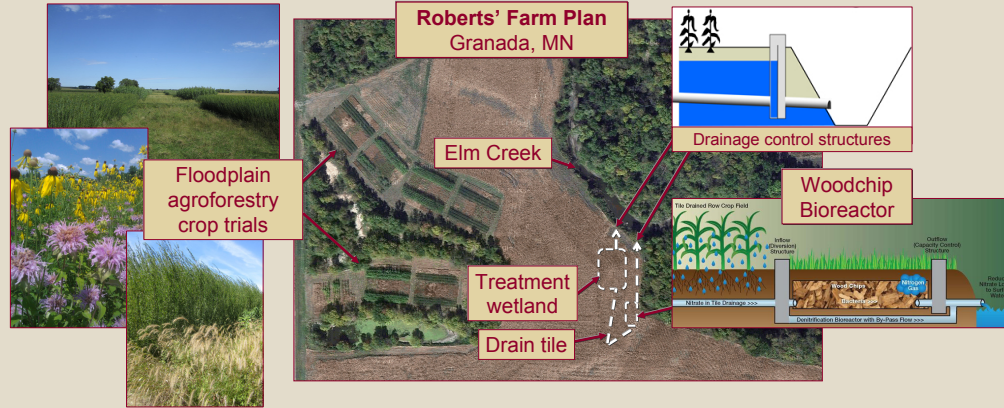 Roberts' Farm Plan
Granada, MN
Floodplain
agroforestry
crop trials
Elm Creek
Treatment
wetland
Drain tile
Drainage control structures
Woodchip
Bioreactor
Tile Drained Row Crop Field
Inflow
(Diversion)
Structure
Outflow
(Capacity Control)
Structure
Wood Chips
Bacteria>>>
Nitrogen
Gas
Nitrate in Tile Drainage >>>
Nitrate
to
Denitrification Bioreactor with By-Pass Flow >>>